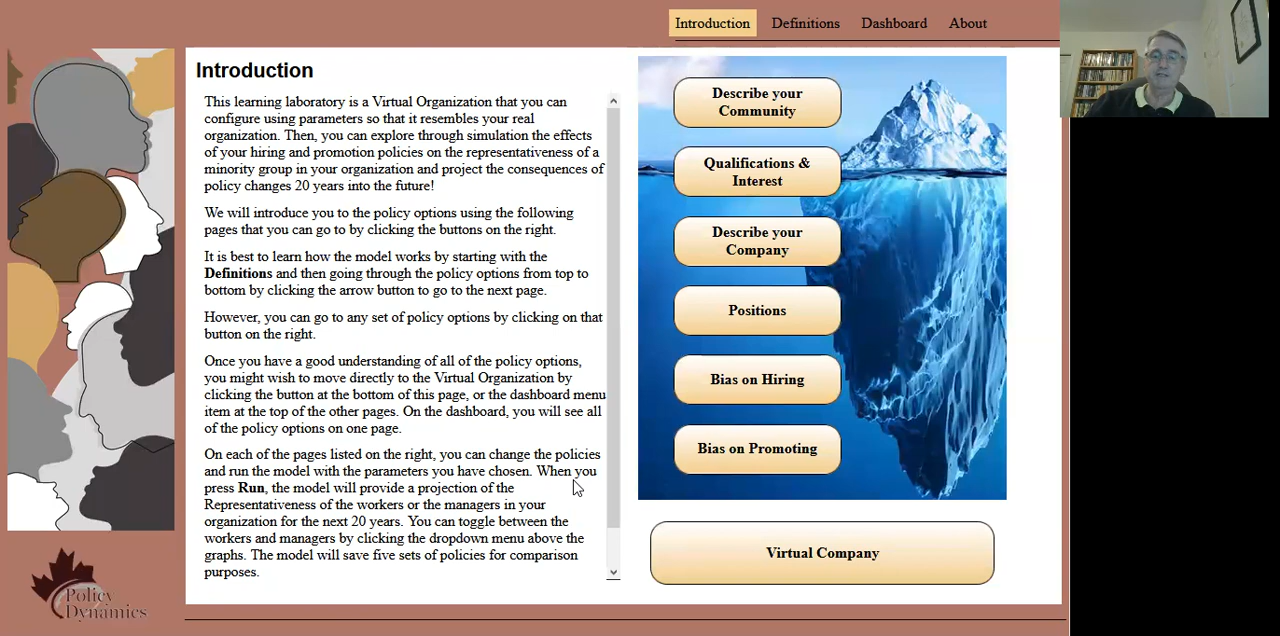 Introduction Definitions Dashboard About
Introduction
This learning laboratory is a Virtual Organization that you can
configure using parameters so that it resembles your real
organization. Then, you can explore through simulation the effects
of your hiring and promotion policies on the representativeness of a
minority group in your organization and project the consequences of
policy changes 20 years into the future!
We will introduce you to the policy options using the following
pages that you can go to by clicking the buttons on the right.
It is best to learn how the model works by starting with the
Definitions and then going through the policy options from top to
bottom by clicking the arrow button to go to the next page.
However, you can go to any set of policy options by clicking on that
button on the right.
Once you have a good understanding of all of the policy options,
you might wish to move directly to the Virtual Organization by
clicking the button at the bottom of this page, or the dashboard menu
item at the top of the other pages. On the dashboard, you will see all
of the policy options on one page.
On each of the pages listed on the right, you can change the policies
and run the model with the parameters you have chosen. When you
press Run, the model will provide a projection of the
Representativeness of the workers or the managers in your
organization for the next 20 years. You can toggle between the
workers and managers by clicking the dropdown menu above the
graphs. The model will save five sets of policies for comparison
purposes.
Describe your
Community
Qualifications &
Interest
Describe your
Company
Positions
Bias on Hiring
Bias on Promoting
Virtual Company
Policy
Dynamics